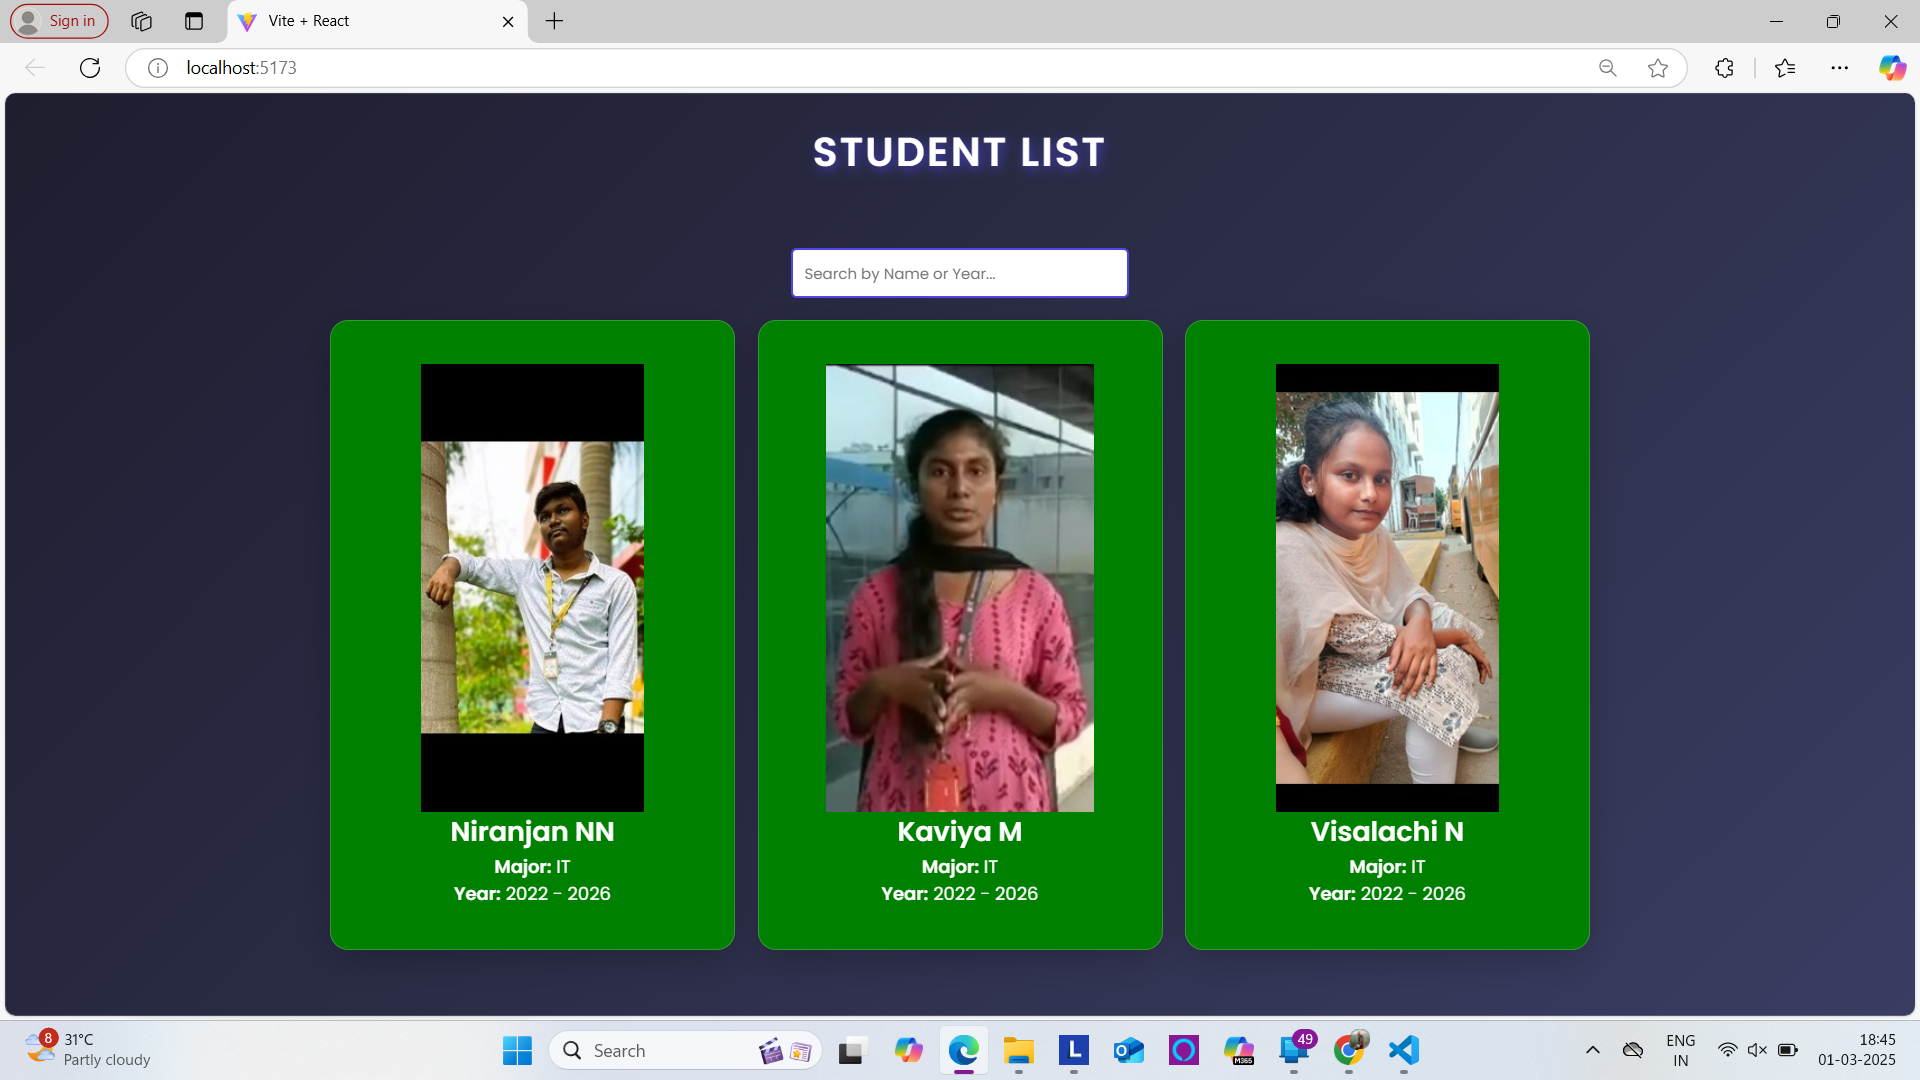 Sign in
Vite + React
localhost:5173
STUDENT LIST
Search by Name or Year...
Niranjan NN
Major: IT
Year: 2022 - 2026
Kaviya M
Major: IT
Year: 2022 - 2026
Visalachi N
Major: IT
Year: 2022 - 2026
8
31°C
Partly cloudy
Search
L
O
M365
49
ENG
IN
18:45
01-03-2025